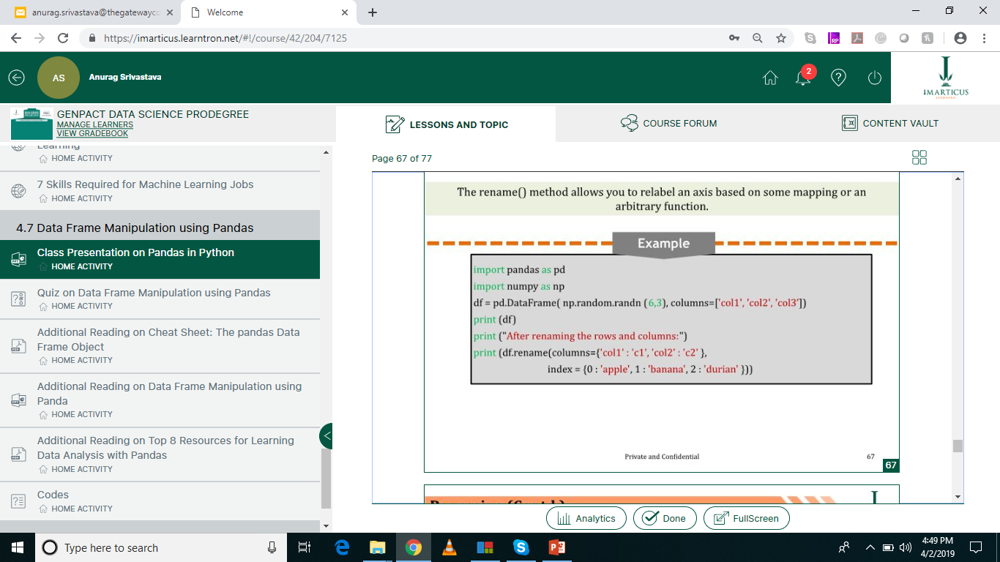 anurag.srivastava@thegatewayco
Welcome
https://imarticus.learntron.net/#!/course/42/204/7125
AS
Anurag Srivastava
2
IMARTICUS
LEARNING
GENPACT DATA SCIENCE PRODEGREE
MANAGE LEARNERS
VIEW GRADEBOOK
LESSONS AND TOPIC
COURSE FORUM
CONTENT VAULT
Learning
HOME ACTIVITY
7 Skills Required for Machine Learning Jobs
HOME ACTIVITY
4.7 Data Frame Manipulation using Pandas
Class Presentation on Pandas in Python
HOME ACTIVITY
Quiz on Data Frame Manipulation using Pandas
HOME ACTIVITY
Additional Reading on Cheat Sheet: The pandas Data
Frame Object
HOME ACTIVITY
Additional Reading on Data Frame Manipulation using
Panda
HOME ACTIVITY
Additional Reading on Top 8 Resources for Learning
Data Analysis with Pandas
HOME ACTIVITY
Codes
HOME ACTIVITY
Page 67 of 77
The rename() method allows you to relabel an axis based on some mapping or an
arbitrary function.
Example
import pandas as pd
import numpy as np
df = pd.DataFrame( np.random.randn (6,3), columns=['col1', 'col2', 'col3'])
print (df)
print ("After renaming the rows and columns:")
print (df.rename(columns={'col1' : 'c1', 'col2' : 'c2' },
index = {0 : 'apple', 1 : 'banana', 2 : 'durian' }))
Private and Confidential
67
67
Analytics
Done
FullScreen
Type here to search
4:49 PM
4/2/2019